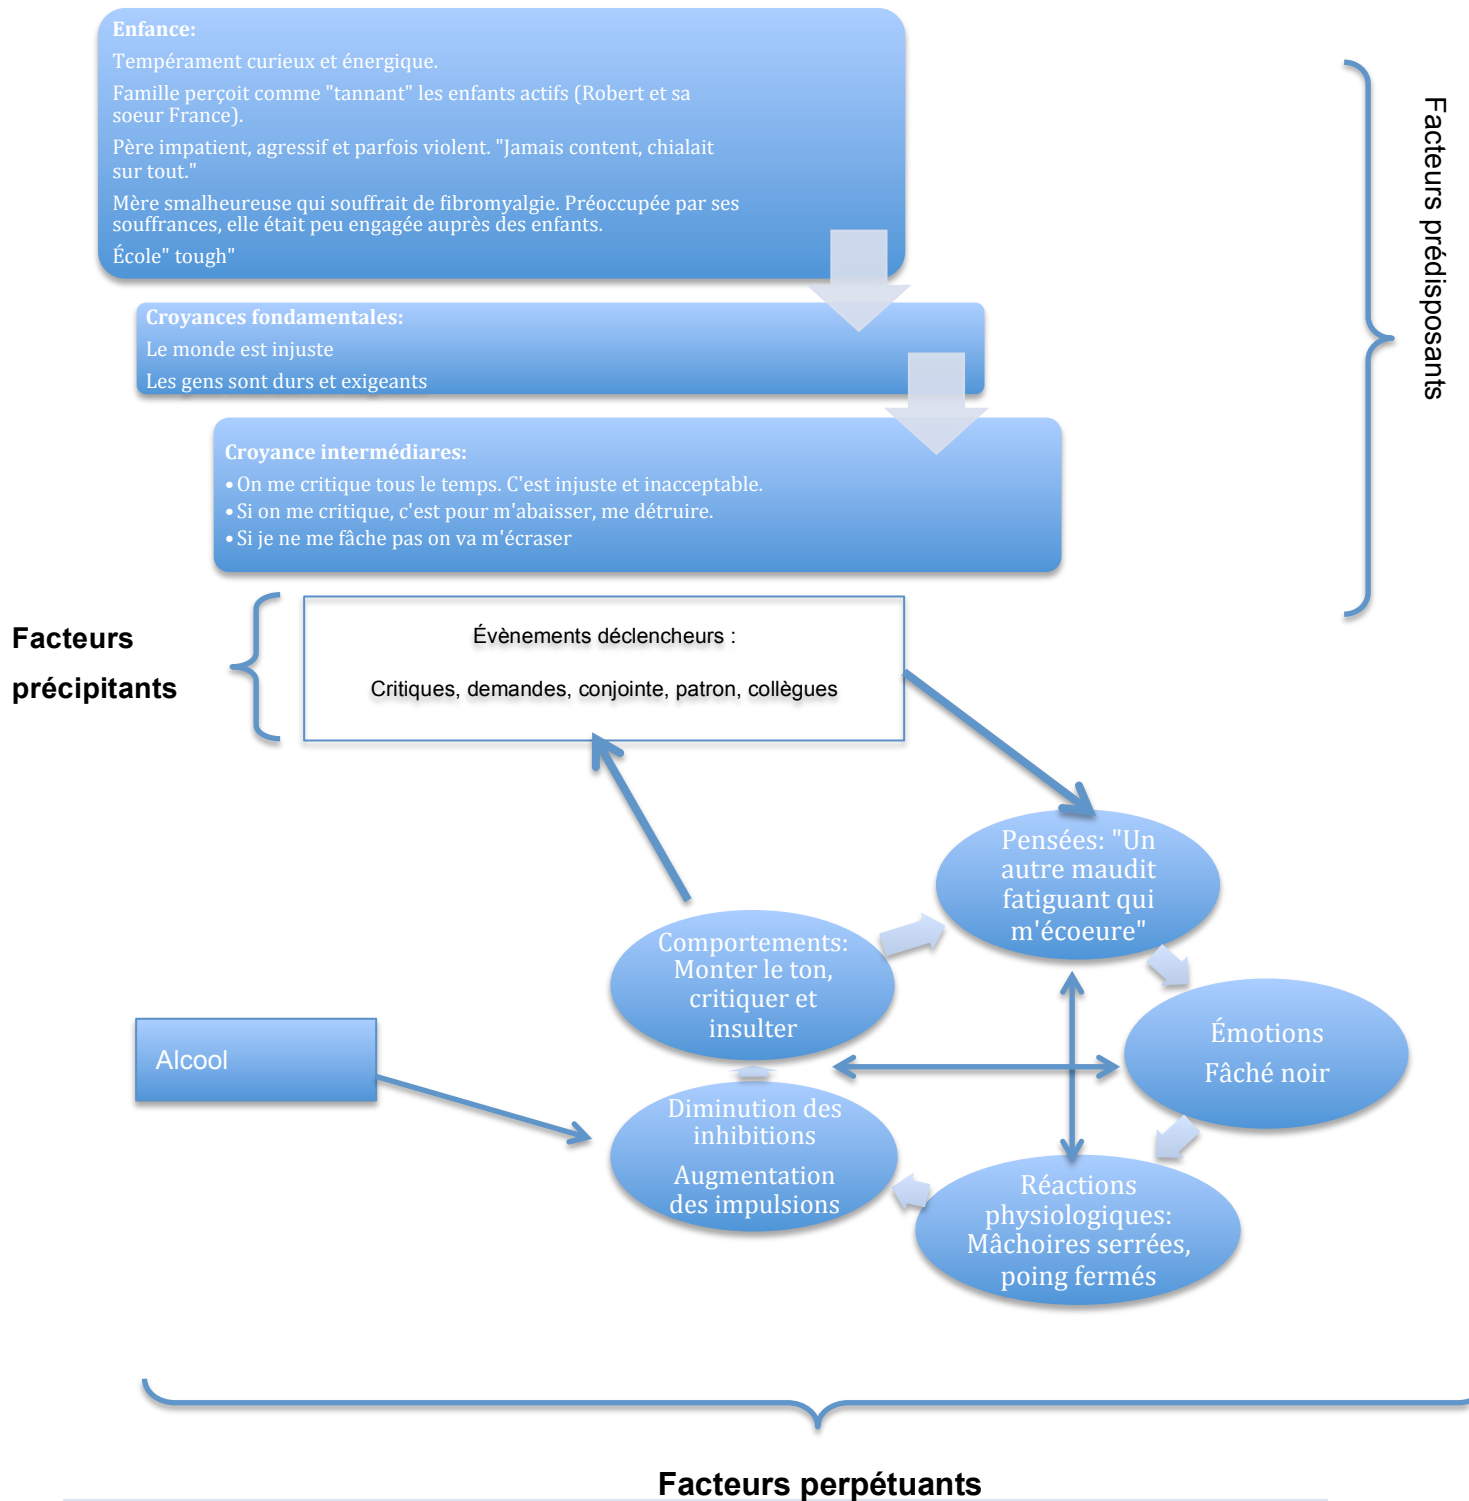 Enfance:
Tempérament curieux et énergique.
Famille perçoit comme "tannant" les enfants actifs (Robert et sa
soeur France).
Père impatient, agressif et parfois violent. "Jamais content, chialait
sur tout."
Mère smalheureuse qui souffrait de fibromyalgie. Préoccupée par ses
souffrances, elle était peu engagée auprès des enfants.
École" tough"
Facteurs prédisposants
Croyances fondamentales:
Le monde est injuste
Les gens sont durs et exigeants
Croyance intermédiares:
• On me critique tous le temps. C'est injuste et inacceptable.
• Si on me critique, c'est pour m'abaisser, me détruire.
• Si je ne me fâche pas on va m'écraser
Facteurs
précipitants
Évènements déclencheurs :
Critiques, demandes, conjointe, patron, collègues
Pensées: "Un
autre maudit
fatiguant qui
m'écoeure"
Comportements:
Monter le ton,
critiquer et
insulter
Émotions
Fâché noir
Alcool
Diminution des
inhibitions
Augmentation
des impulsions
Réactions
physiologiques:
Mâchoires serrées,
poing fermés
Facteurs perpétuants